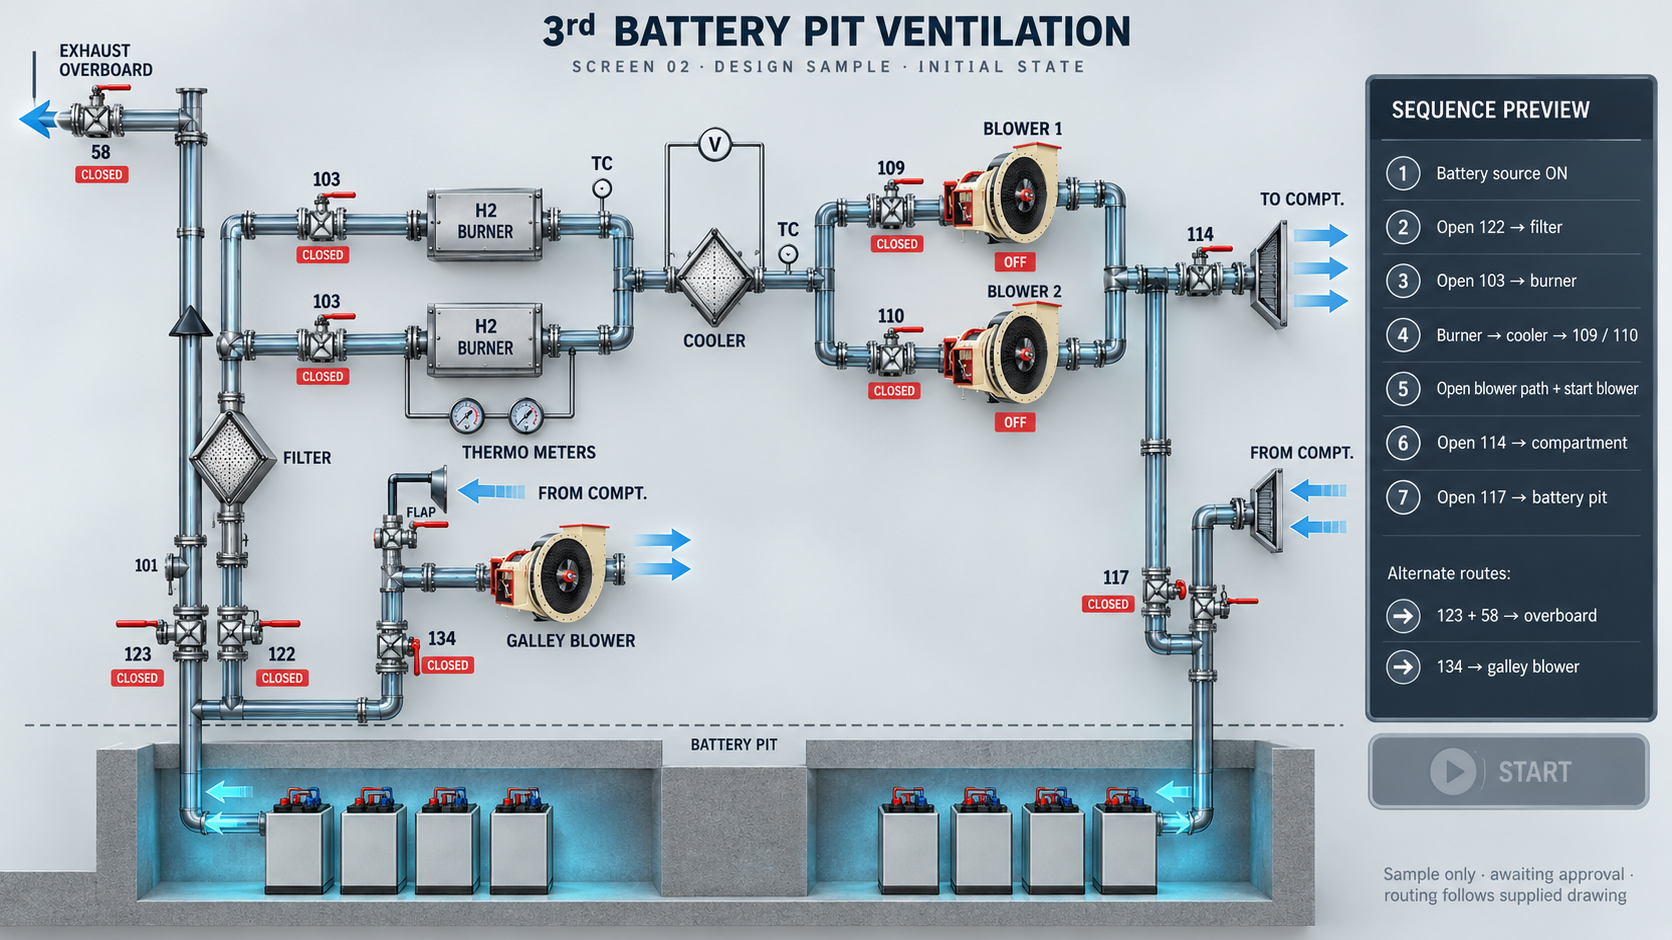 3rd BATTERY PIT VENTILATION
SCREEN 02 · DESIGN SAMPLE · INITIAL STATE
EXHAUST
OVERBOARD
58
CLOSED
103
CLOSED
H2
BURNER
TC
V
COOLER
TC
103
CLOSED
H2
BURNER
THERMO METERS
109
CLOSED
BLOWER 1
OFF
110
CLOSED
BLOWER 2
OFF
114
TO COMPT.
FILTER
FROM COMPT.
FLAP
GALLEY BLOWER
134
CLOSED
101
123
CLOSED
122
CLOSED
FROM COMPT.
117
CLOSED
BATTERY PIT
SEQUENCE PREVIEW
1 Battery source ON
2 Open 122 → filter
3 Open 103 → burner
4 Burner → cooler → 109 / 110
5 Open blower path + start blower
6 Open 114 → compartment
7 Open 117 → battery pit
Alternate routes:
→ 123 + 58 → overboard
→ 134 → galley blower
START
Sample only · awaiting approval ·
routing follows supplied drawing